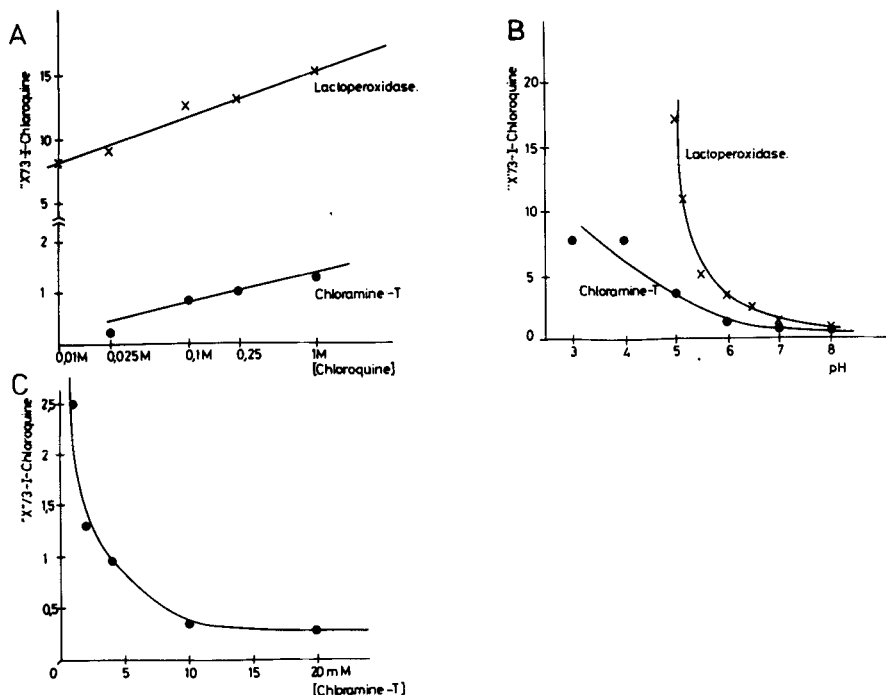 A
"X"/3-I-Chloroquine
15
10
5
2
1
Lactoperoxidase.
Chloramine-T
0,01M 0,025M 0,1M 0,25 1M
[Chloroquine]
B
"X"/3-I-Chloroquine
20
15
10
5
0
Lactoperoxidase.
Chloramine-T
3 4 5 6 7 8
pH
C
"X"/3-I-Chloroquine
2,5
2
1,5
1
0,5
0 5 10 15 20 mM
[Chloramine-T]